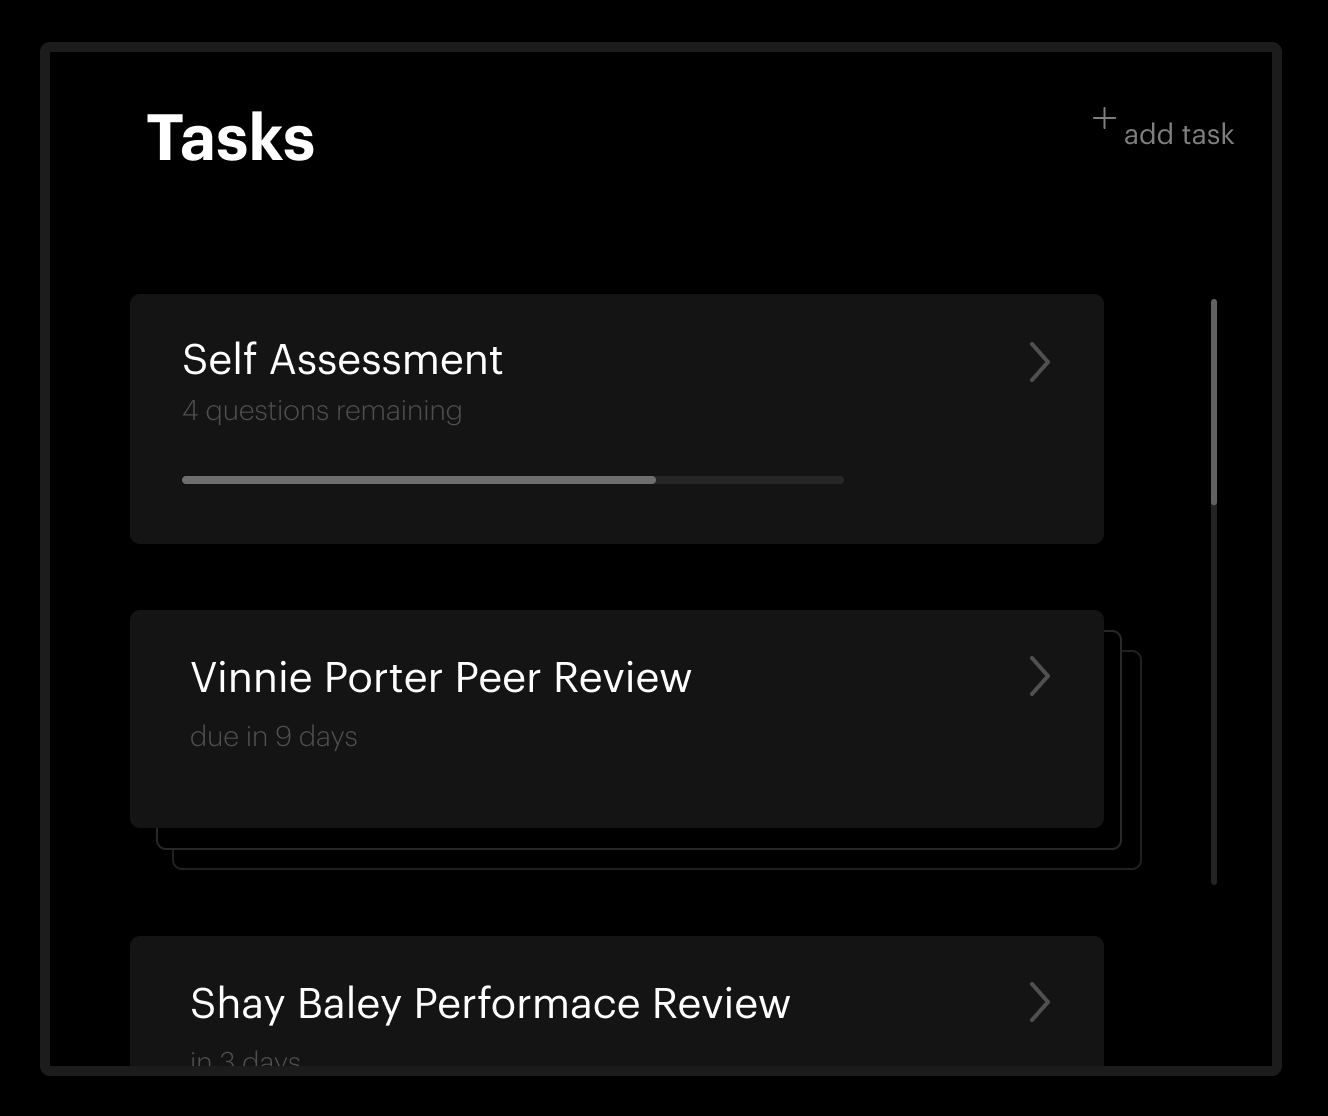 Tasks
+ add task
Self Assessment
4 questions remaining
Vinnie Porter Peer Review
due in 9 days
Shay Baley Performace Review
in 3 days